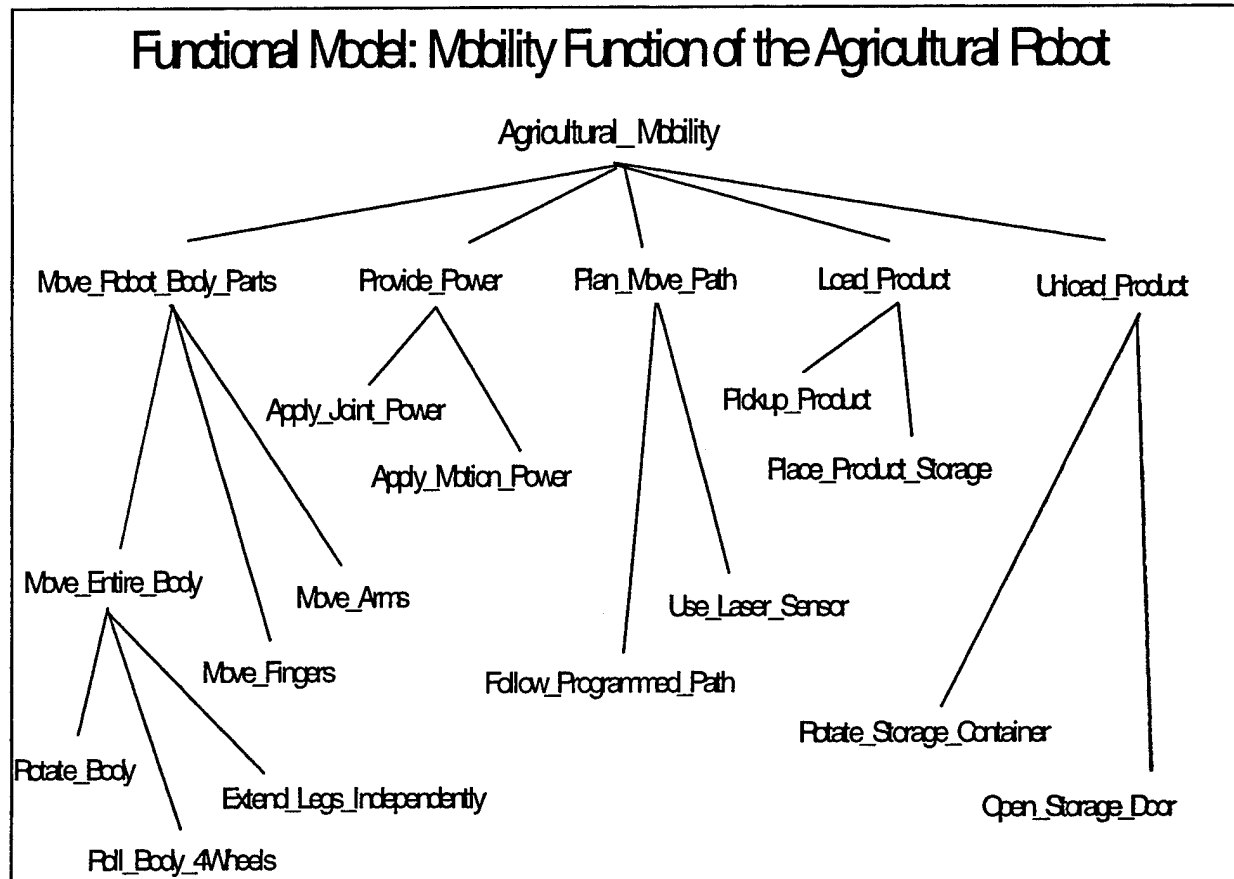 Functional Model: Mobility Function of the Agricultural Robot
Agricultural_Mobility
Move_Robot_Body_Parts
Provide_Power
Plan_Move_Path
Load_Product
Unload_Product
Apply_Joint_Power
Pickup_Product
Apply_Motion_Power
Place_Product_Storage
Move_Entire_Body
Move_Arms
Use_Laser_Sensor
Move_Fingers
Follow_Programmed_Path
Rotate_Storage_Container
Rotate_Body
Extend_Legs_Independently
Open_Storage_Door
Roll_Body_4Wheels